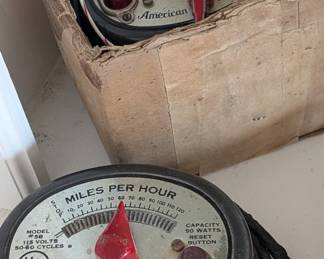 American
MILES PER HOUR
10 20 30 40 50 60 70 80 90 100 110 120
MODEL
# 5B
115 VOLTS
50-60 CYCLES
CAPACITY
90 WATTS
RESET
BUTTON